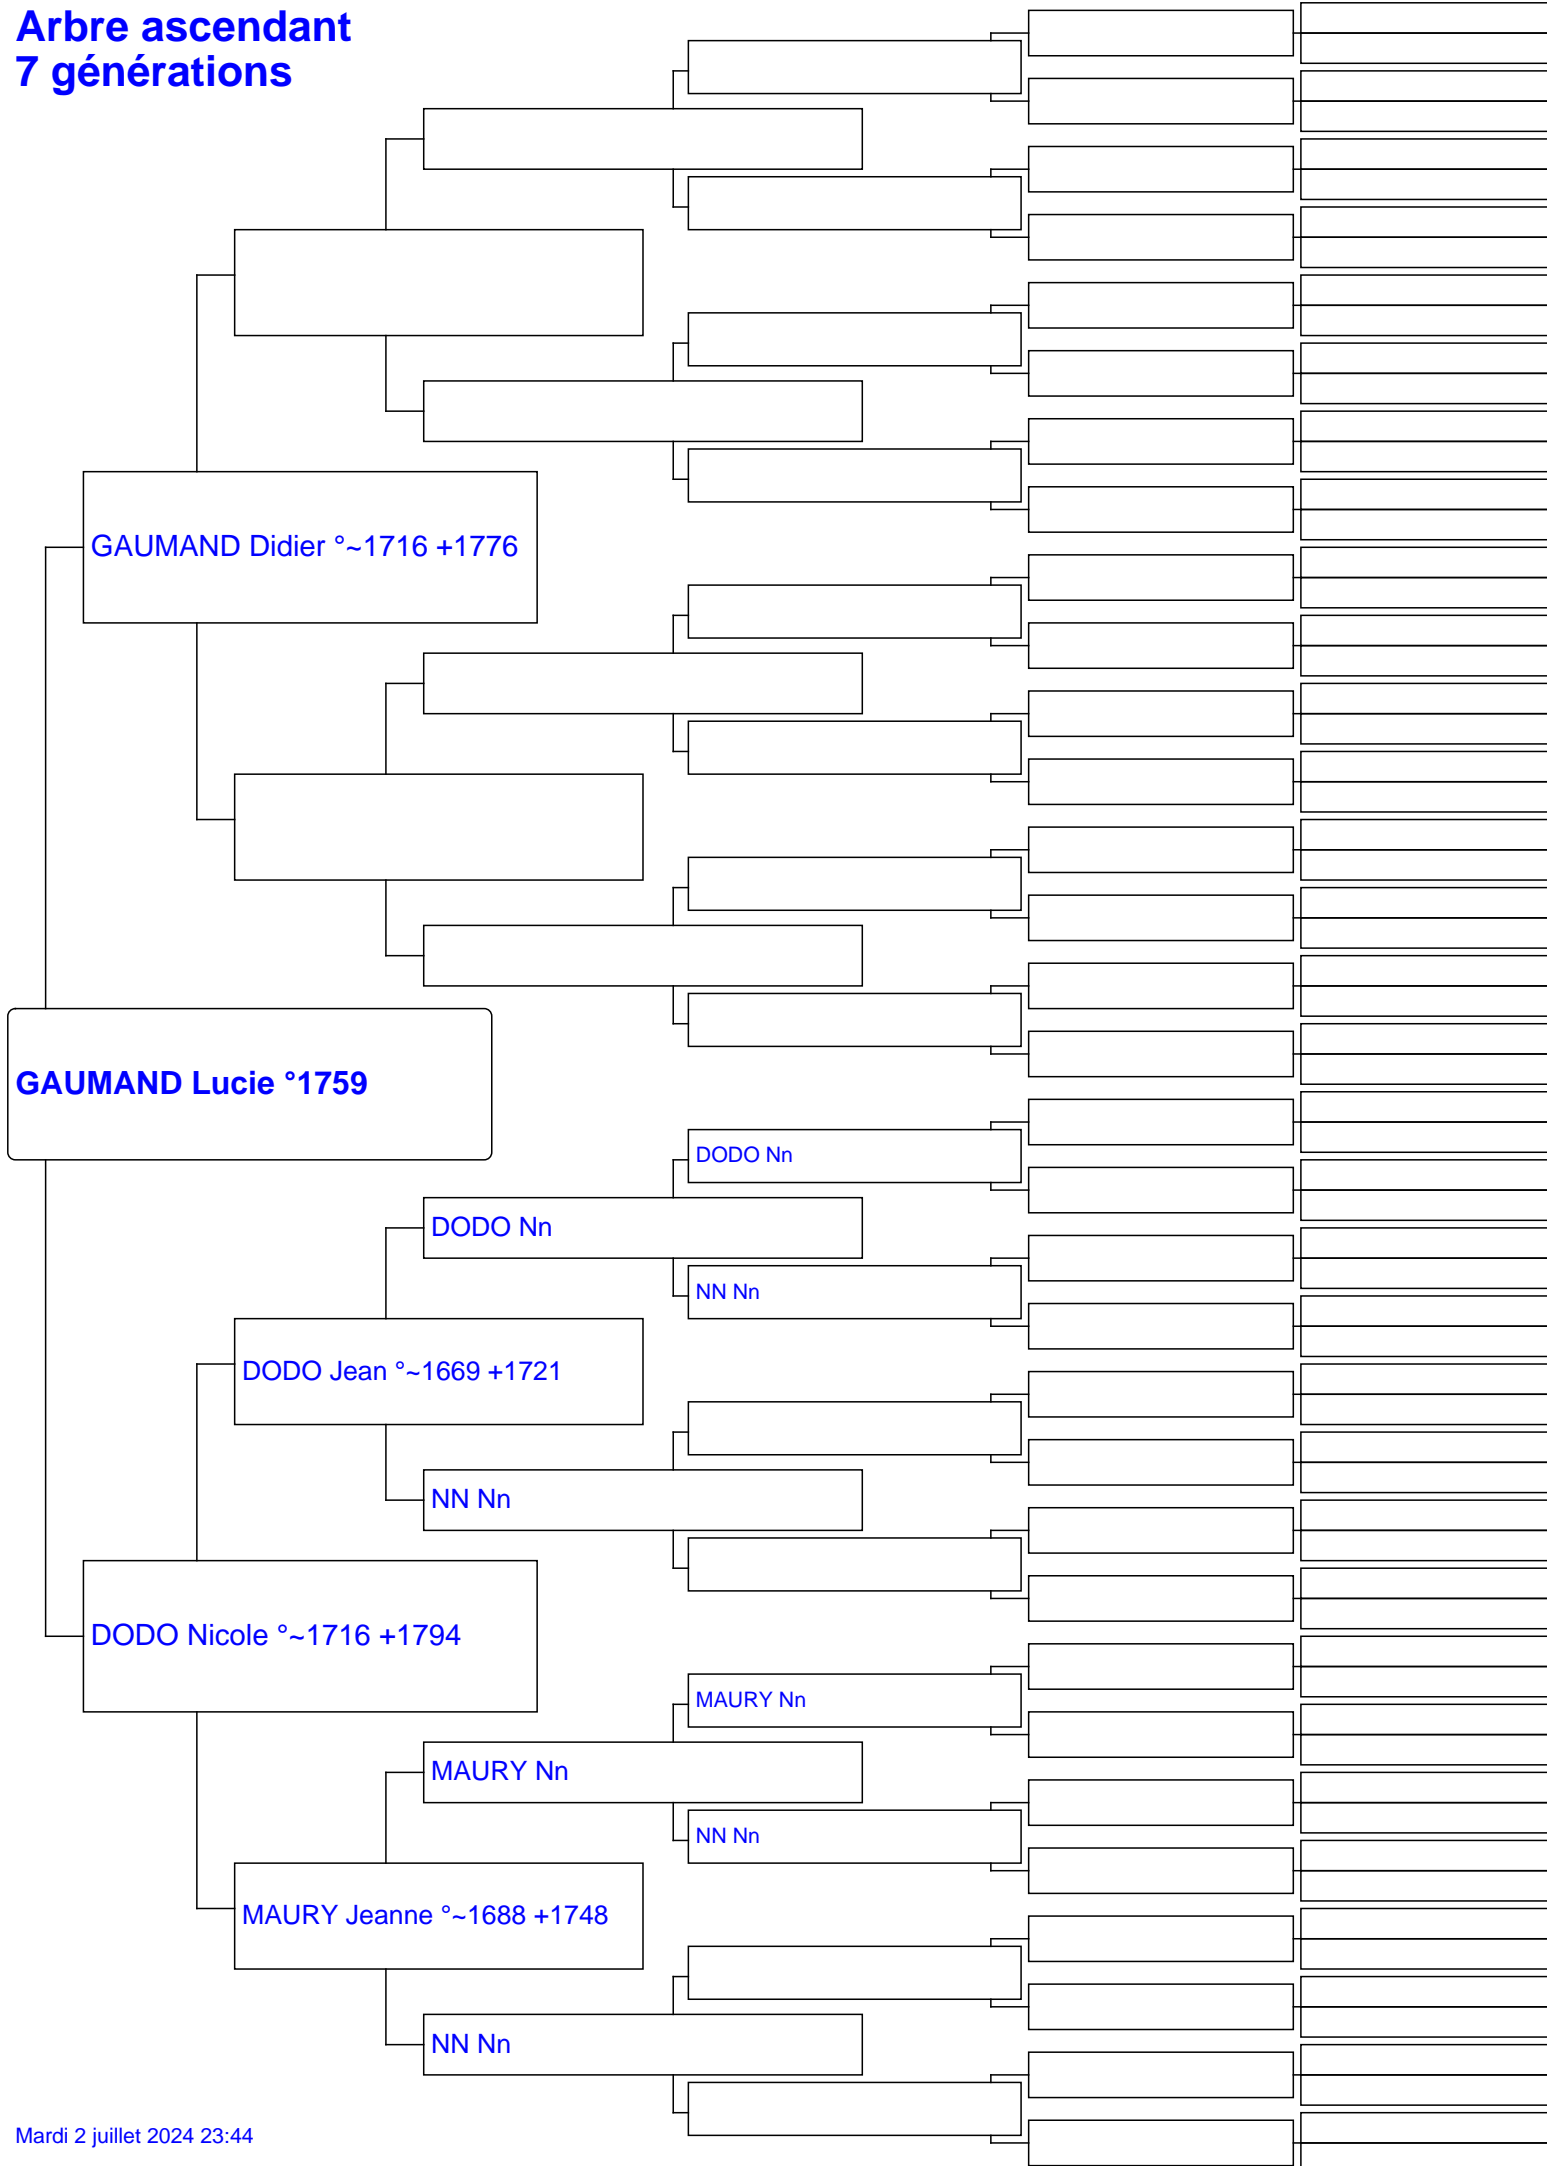 Arbre ascendant
7 générations
GAUMAND Didier °~1716 +1776
GAUMAND Lucie °1759
DODO Nn
DODO Nn
NN Nn
DODO Jean °~1669 +1721
NN Nn
DODO Nicole °~1716 +1794
MAURY Nn
MAURY Nn
NN Nn
MAURY Jeanne °~1688 +1748
NN Nn
Mardi 2 juillet 2024 23:44